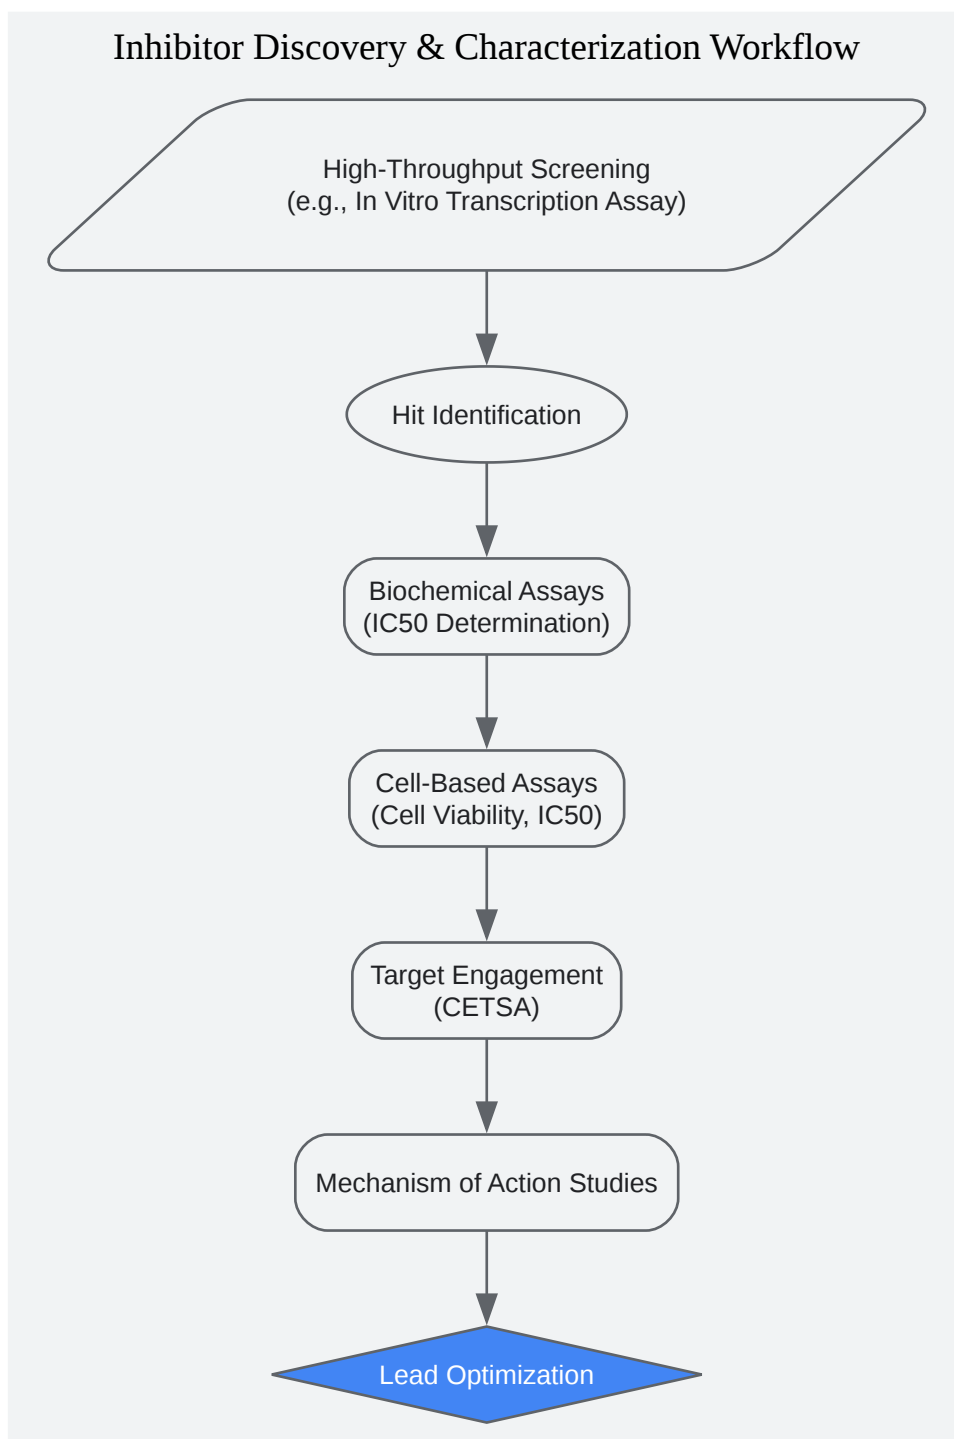 Inhibitor Discovery & Characterization Workflow
High-Throughput Screening
(e.g., In Vitro Transcription Assay)
Hit Identification
Biochemical Assays
(IC50 Determination)
Cell-Based Assays
(Cell Viability, IC50)
Target Engagement
(CETSA)
Mechanism of Action Studies
Lead Optimization